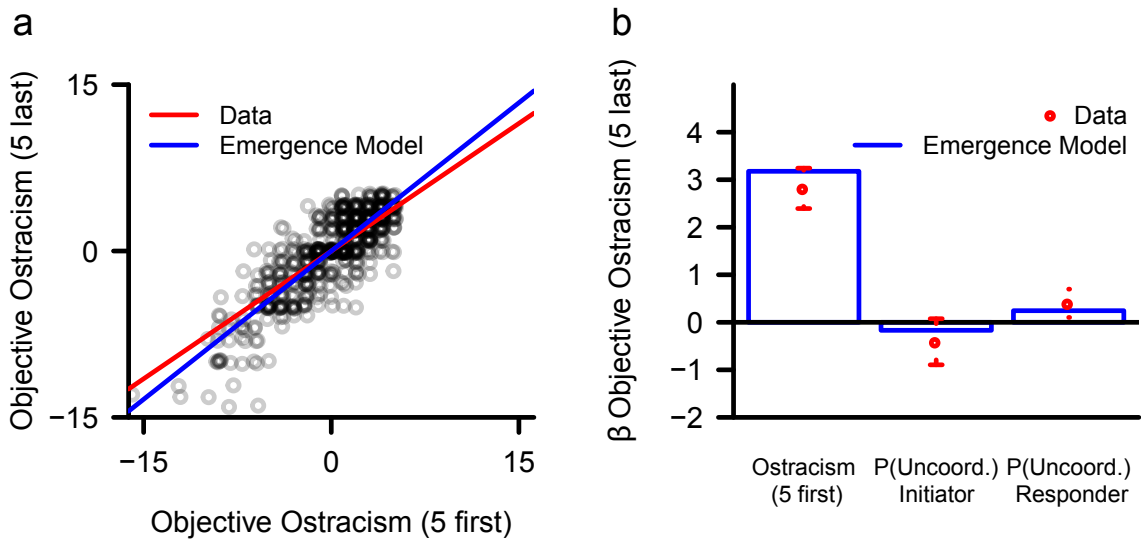 a
Objective Ostracism (5 last)
15
0
−15
Data
Emergence Model
−15
0
15
Objective Ostracism (5 first)
b
β Objective Ostracism (5 last)
4
3
2
1
0
−1
−2
Data
Emergence Model
Ostracism
(5 first)
P(Uncoord.)
Initiator
P(Uncoord.)
Responder